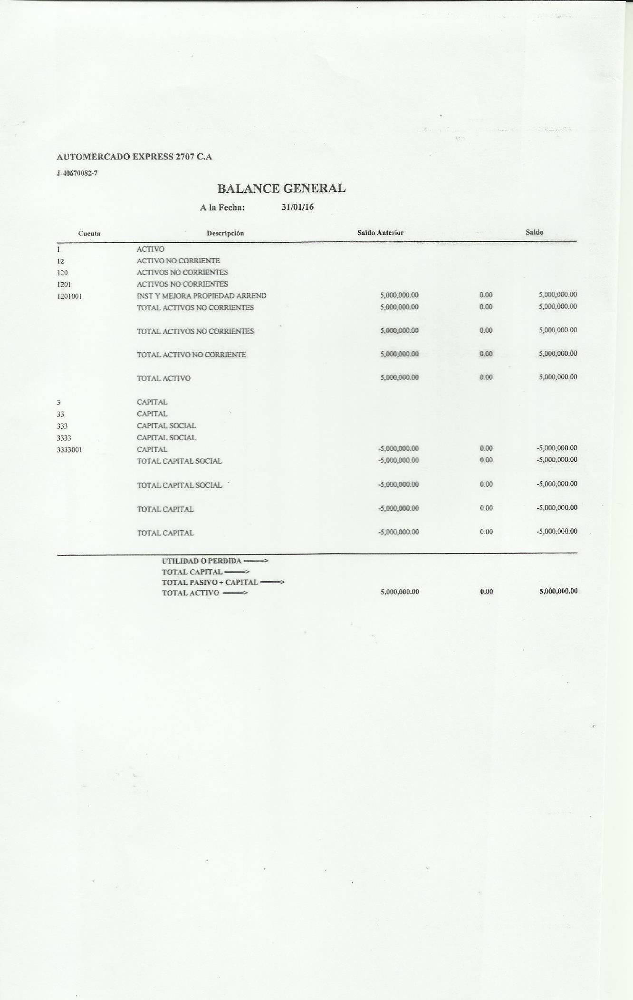 AUTOMERCADO EXPRESS 2707 C.A
J-40670082-7
BALANCE GENERAL
A la Fecha: 31/01/16
Cuenta Descripción Saldo Anterior Saldo
1 ACTIVO
12 ACTIVO NO CORRIENTE
120 ACTIVOS NO CORRIENTES
1201 ACTIVOS NO CORRIENTES
1201001 INST Y MEJORA PROPIEDAD ARREND 5,000,000.00 0.00 5,000,000.00
TOTAL ACTIVOS NO CORRIENTES 5,000,000.00 0.00 5,000,000.00
TOTAL ACTIVOS NO CORRIENTES 5,000,000.00 0.00 5,000,000.00
TOTAL ACTIVO NO CORRIENTE 5,000,000.00 0.00 5,000,000.00
TOTAL ACTIVO 5,000,000.00 0.00 5,000,000.00
3 CAPITAL
33 CAPITAL
333 CAPITAL SOCIAL
3333 CAPITAL SOCIAL
3333001 CAPITAL -5,000,000.00 0.00 -5,000,000.00
TOTAL CAPITAL SOCIAL -5,000,000.00 0.00 -5,000,000.00
TOTAL CAPITAL SOCIAL -5,000,000.00 0.00 -5,000,000.00
TOTAL CAPITAL -5,000,000.00 0.00 -5,000,000.00
TOTAL CAPITAL -5,000,000.00 0.00 -5,000,000.00
UTILIDAD O PERDIDA ====>
TOTAL CAPITAL ====>
TOTAL PASIVO + CAPITAL ====>
TOTAL ACTIVO ====> 5,000,000.00 0.00 5,000,000.00